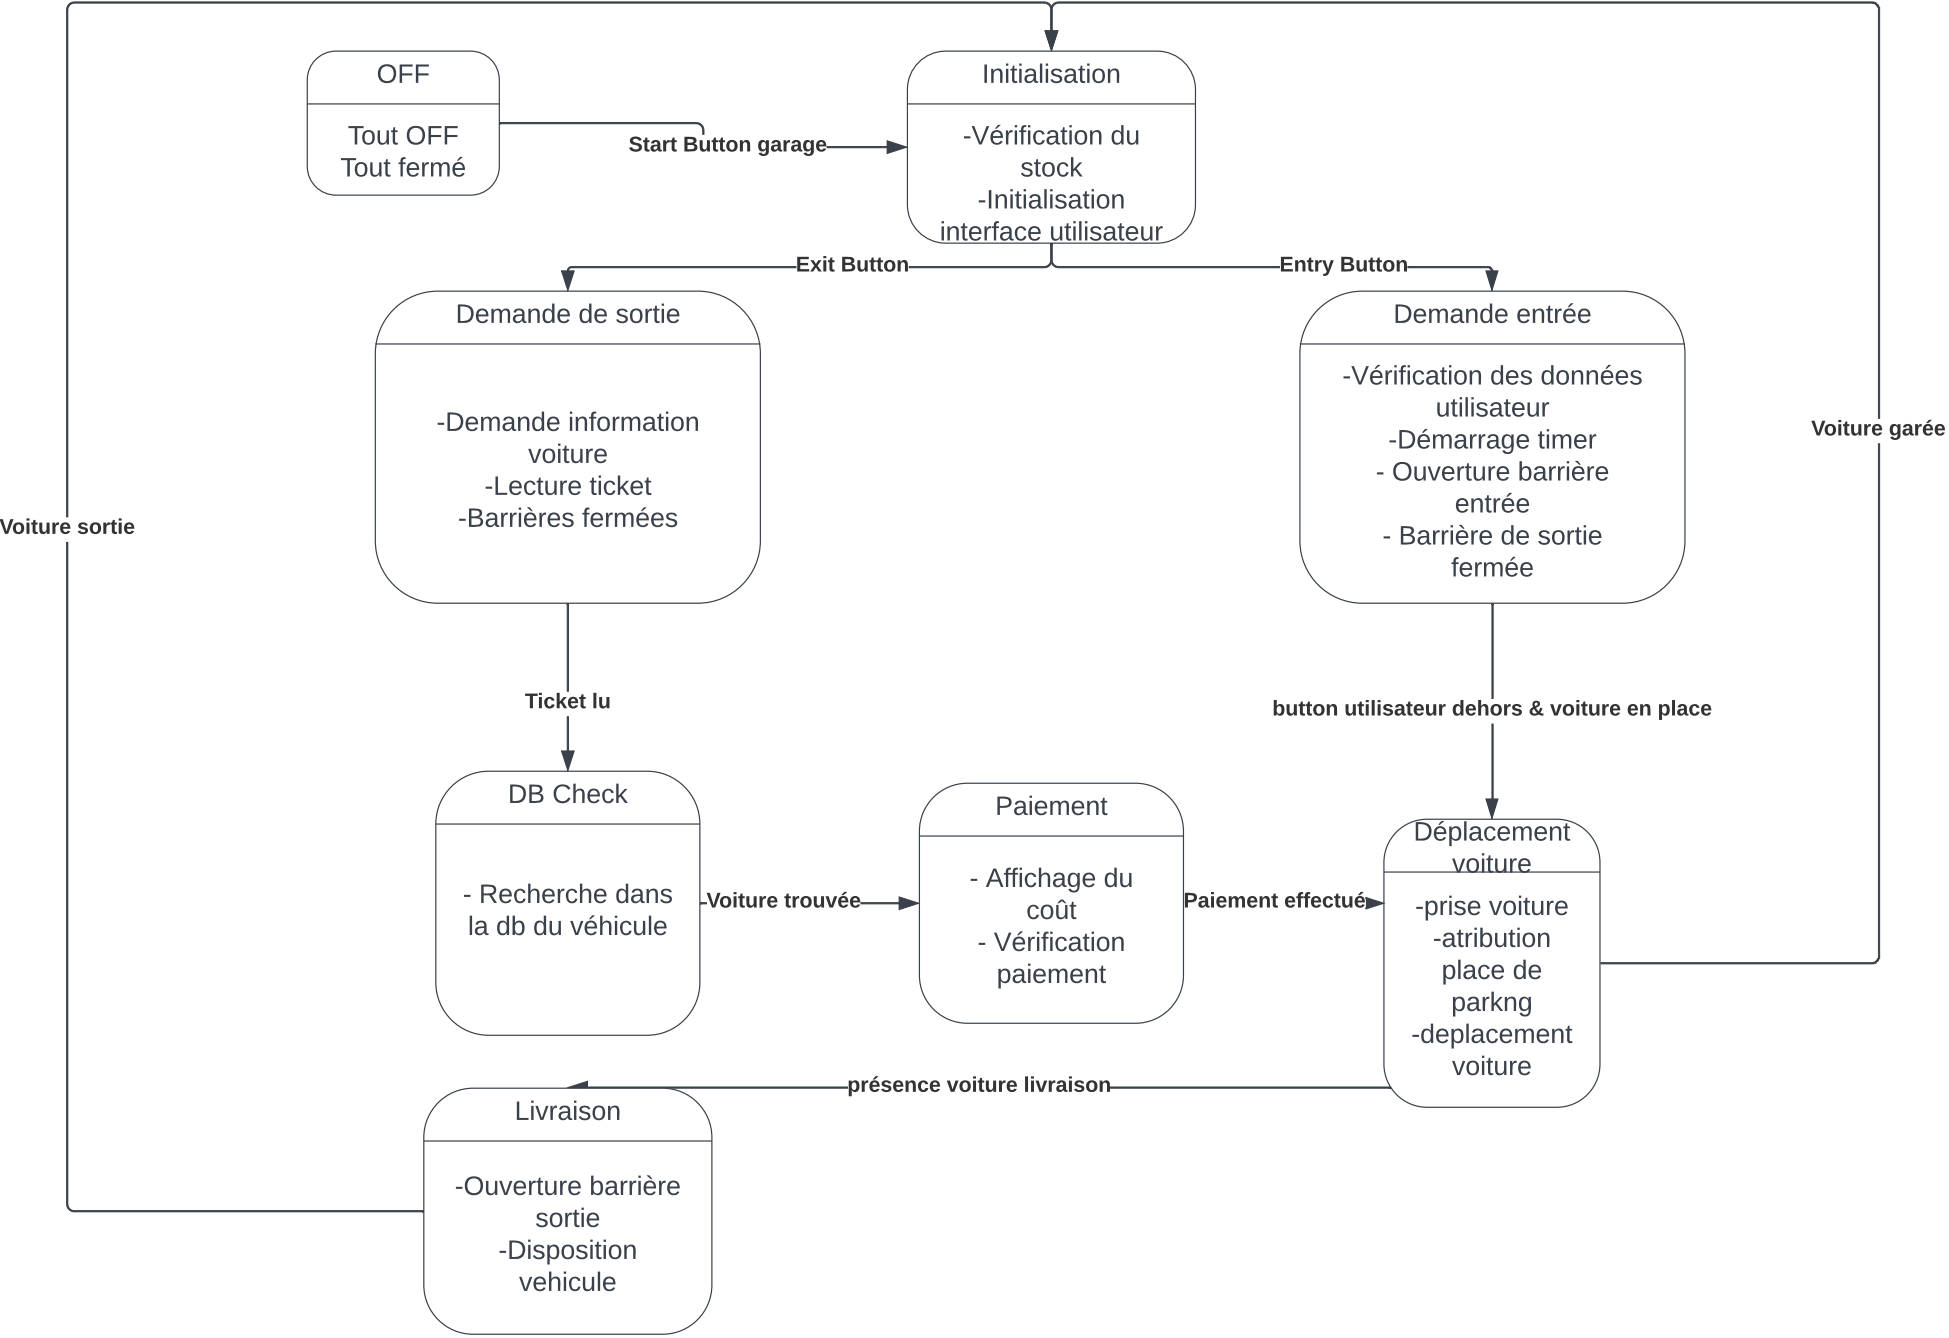 OFF
Tout OFF
Tout fermé
Start Button garage
Initialisation
-Vérification du
stock
-Initialisation
interface utilisateur
Exit Button
Entry Button
Demande de sortie
-Demande information
voiture
-Lecture ticket
-Barrières fermées
Demande entrée
-Vérification des données
utilisateur
-Démarrage timer
- Ouverture barrière
entrée
- Barrière de sortie
fermée
Voiture garée
Voiture sortie
Ticket lu
button utilisateur dehors & voiture en place
DB Check
- Recherche dans
la db du véhicule
Voiture trouvée
Paiement
- Affichage du
coût
- Vérification
paiement
Paiement effectué
Déplacement
voiture
-prise voiture
-atribution
place de
parkng
-deplacement
voiture
présence voiture livraison
Livraison
-Ouverture barrière
sortie
-Disposition
vehicule